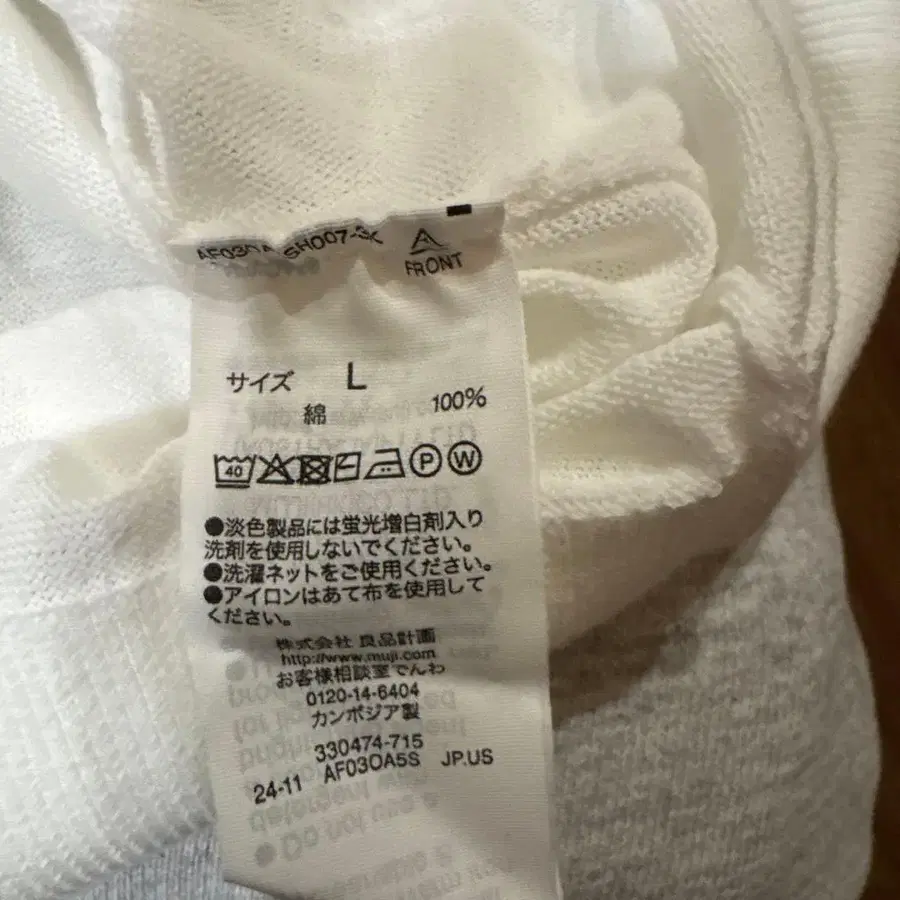 AF03OA SH007-3K
FRONT
サイズ L
綿 100%
40 P W
●淡色製品には蛍光増白剤入り
洗剤を使用しないでください。
●洗濯ネットをご使用ください。
●アイロンはあて布を使用して
ください。
株式会社 良品計画
http://www.muji.com
お客様相談室でんわ
0120-14-6404
カンボジア製
330474-715
24-11 AF03OA5S JP.US